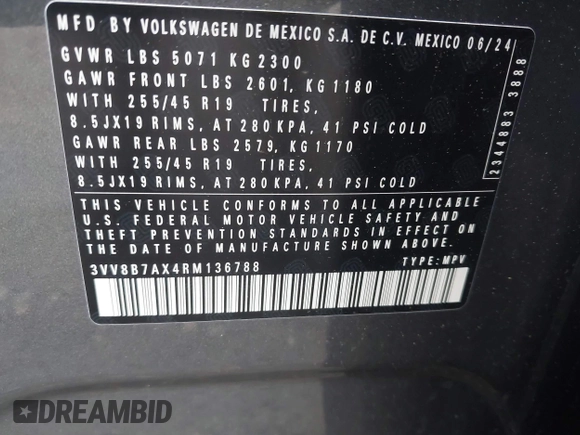 MFD BY VOLKSWAGEN DE MEXICO S.A. DE C.V. MEXICO 06/24
GVWR LBS 5071 KG 2300
GAWR FRONT LBS 2601, KG 1180
WITH 255/45 R19 TIRES,
8.5JX19 RIMS, AT 280 KPA, 41 PSI COLD
GAWR REAR LBS 2579, KG 1170
WITH 255/45 R19 TIRES,
8.5JX19 RIMS, AT 280 KPA, 41 PSI COLD
THIS VEHICLE CONFORMS TO ALL APPLICABLE
U.S. FEDERAL MOTOR VEHICLE SAFETY AND
THEFT PREVENTION STANDARDS IN EFFECT ON
THE DATE OF MANUFACTURE SHOWN ABOVE.
3VV8B7AX4RM136788 TYPE: MPV
2344883 3888
DREAMBID